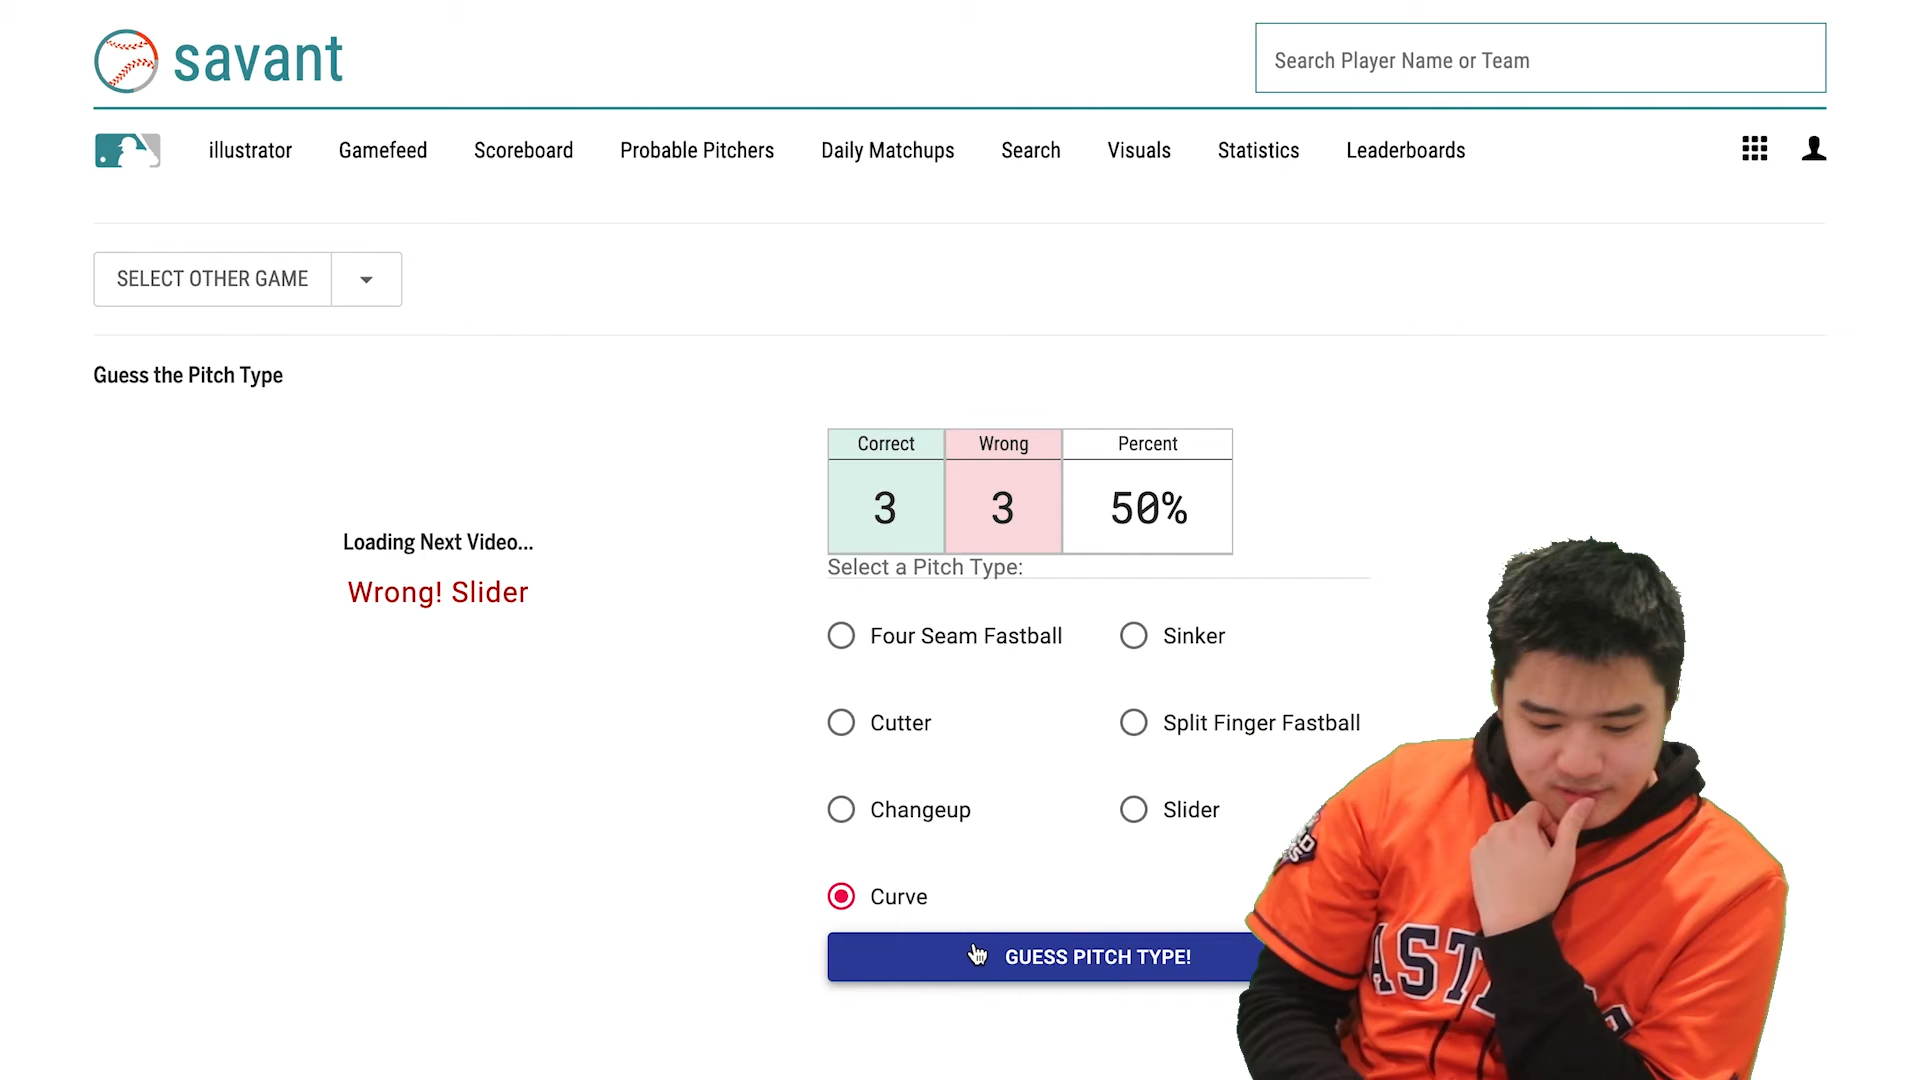 savant
Search Player Name or Team
illustrator Gamefeed Scoreboard Probable Pitchers Daily Matchups Search Visuals Statistics Leaderboards
SELECT OTHER GAME
Guess the Pitch Type
Correct Wrong Percent
3 3 50%
Loading Next Video...
Wrong! Slider
Select a Pitch Type:
Four Seam Fastball Sinker
Cutter Split Finger Fastball
Changeup Slider
Curve
GUESS PITCH TYPE!